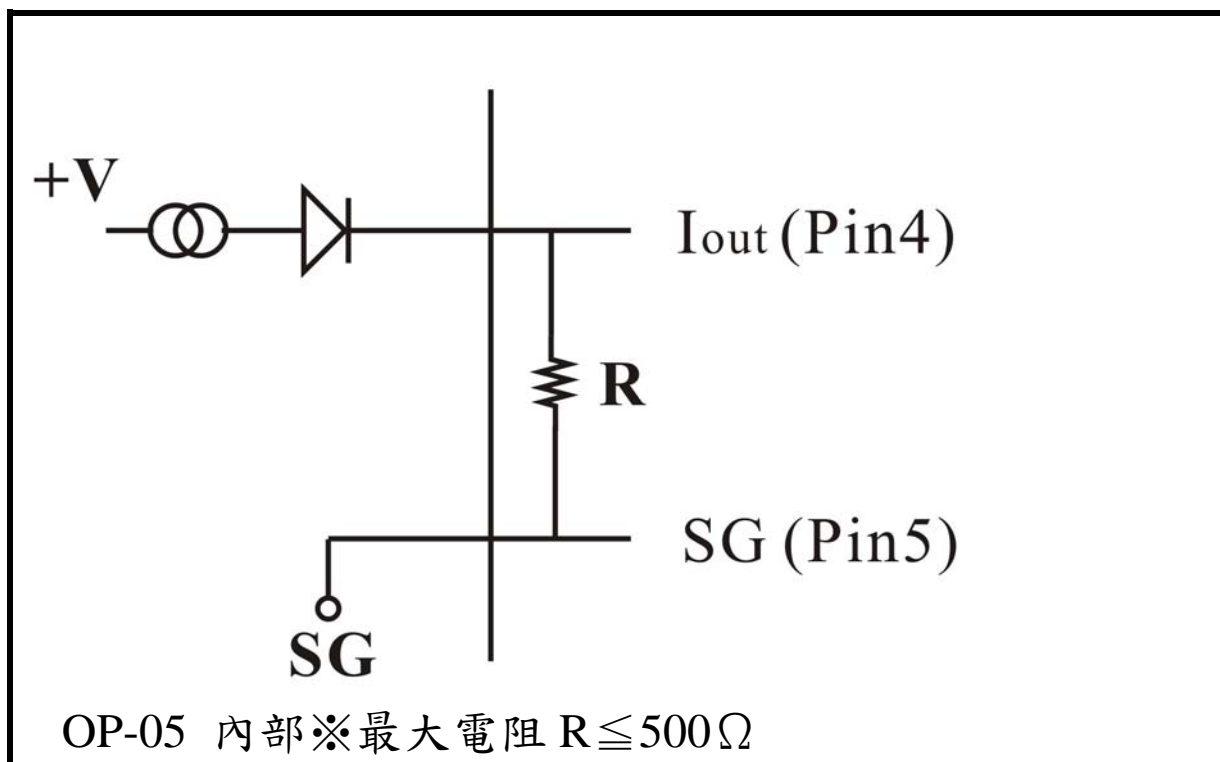 +V
Iout (Pin4)
R
SG (Pin5)
SG
OP-05 內部※最大電阻 R≦500Ω